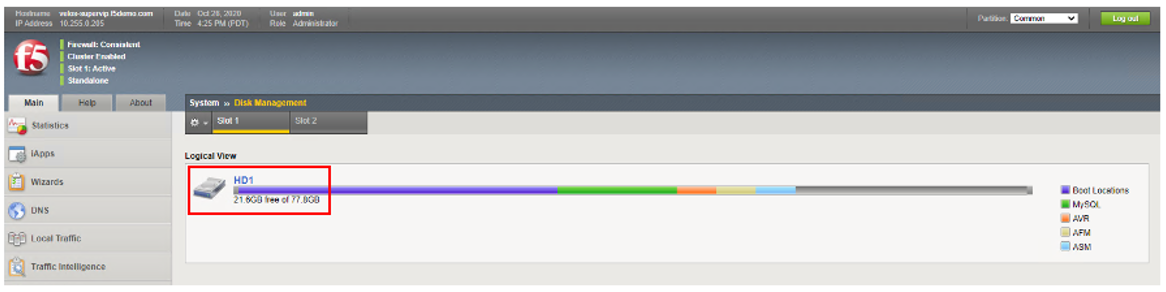 Hostname velos-supervip.f5demo.com Date Oct 28, 2020 User admin
IP Address 10.255.0.205 Time 4:25 PM (PDT) Role Administrator
Partition: Common Log out
f5
Firewall: Consistent
Cluster Enabled
Slot 1: Active
Standalone
Main Help About
System » Disk Management
Slot 1 Slot 2
Statistics
iApps
Wizards
DNS
Local Traffic
Traffic Intelligence
Logical View
HD1
21.6GB free of 77.8GB
Boot Locations
MySQL
AVR
AFM
ASM